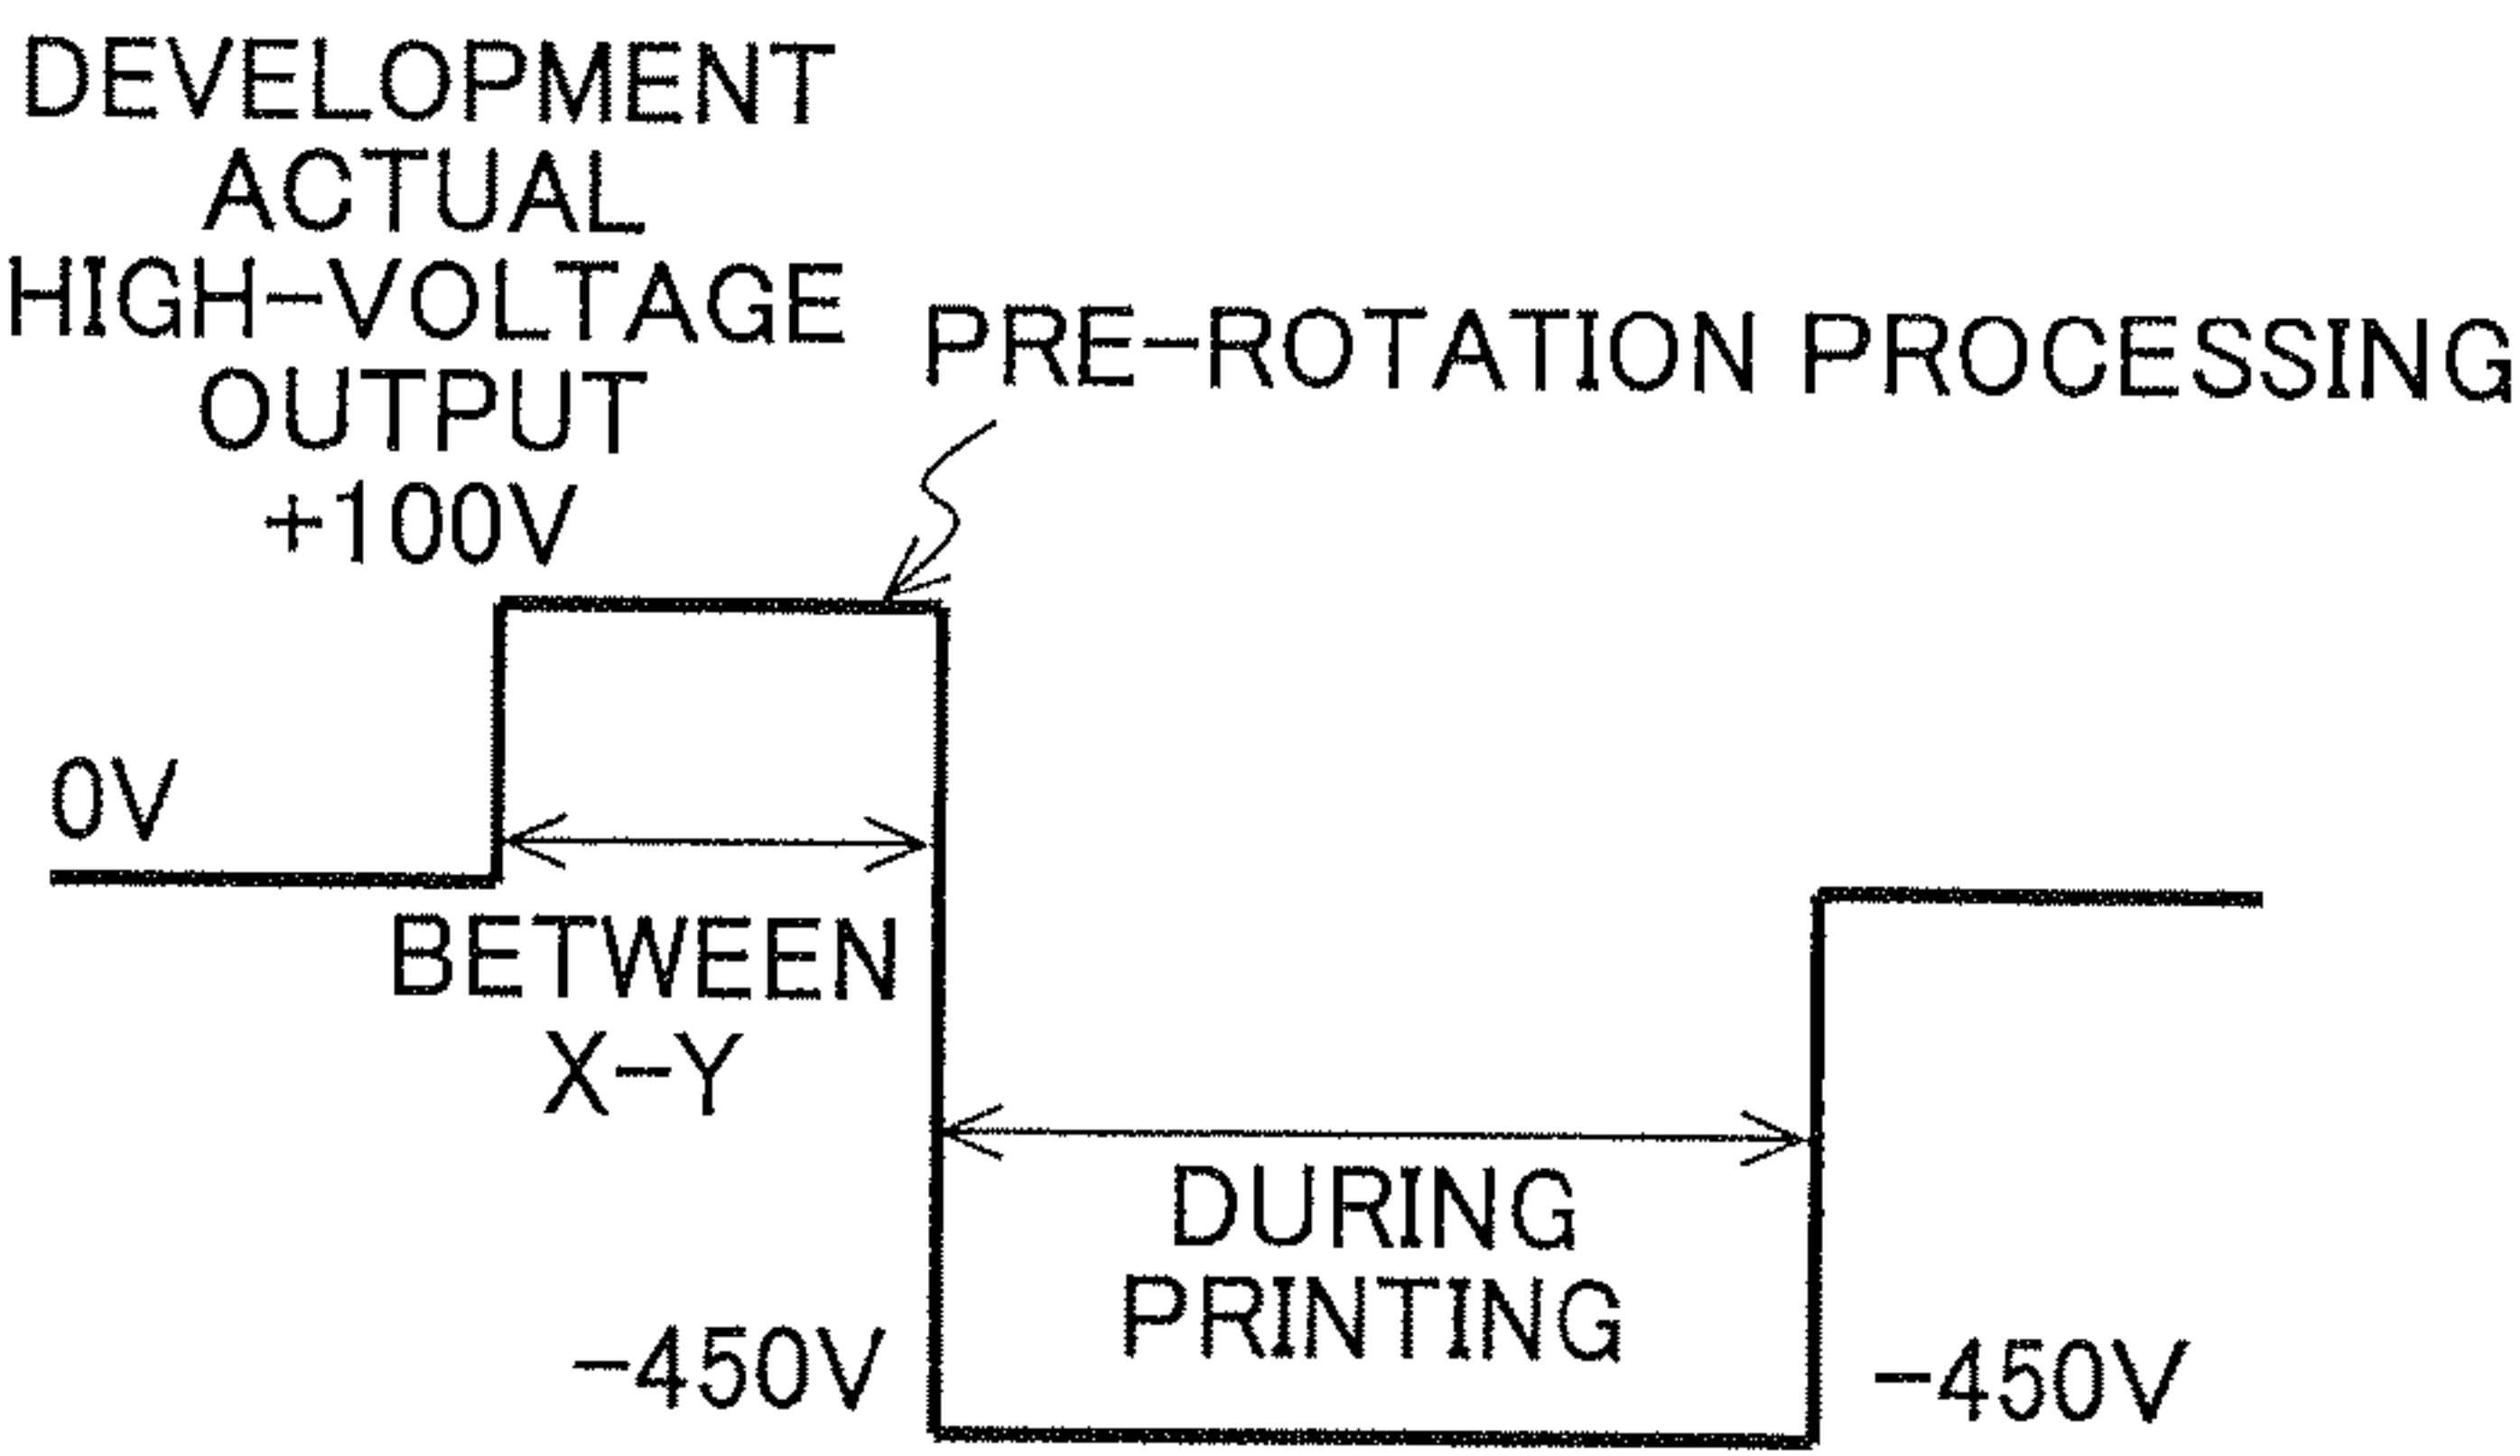 DEVELOPMENT
ACTUAL
HIGH-VOLTAGE
OUTPUT
+100V
PRE-ROTATION PROCESSING
0V
BETWEEN
X-Y
DURING
PRINTING
-450V
-450V